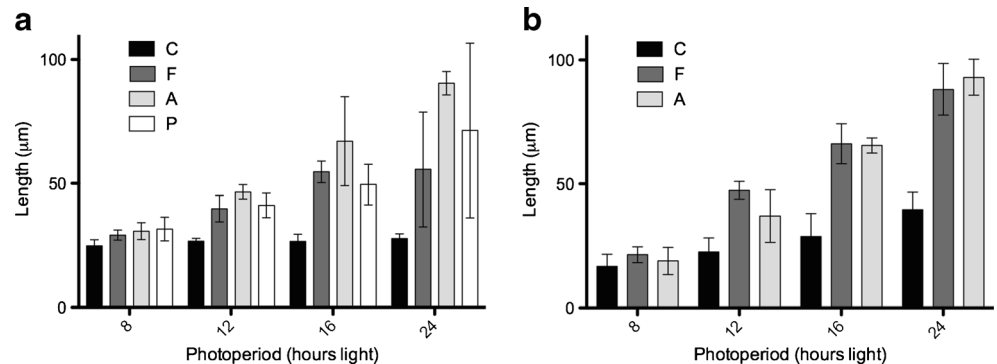 a
C
F
A
P
100
50
0
Length (μm)
8
12
16
24
Photoperiod (hours light)
b
C
F
A
100
50
0
Length (μm)
8
12
16
24
Photoperiod (hours light)